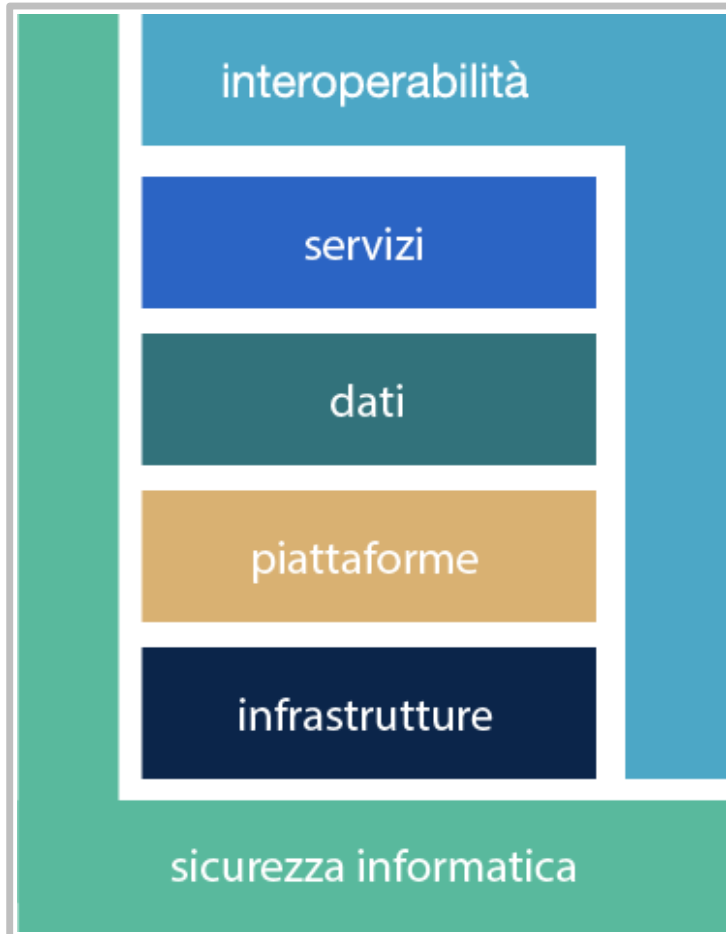 interoperabilità
servizi
dati
piattaforme
infrastrutture
sicurezza informatica